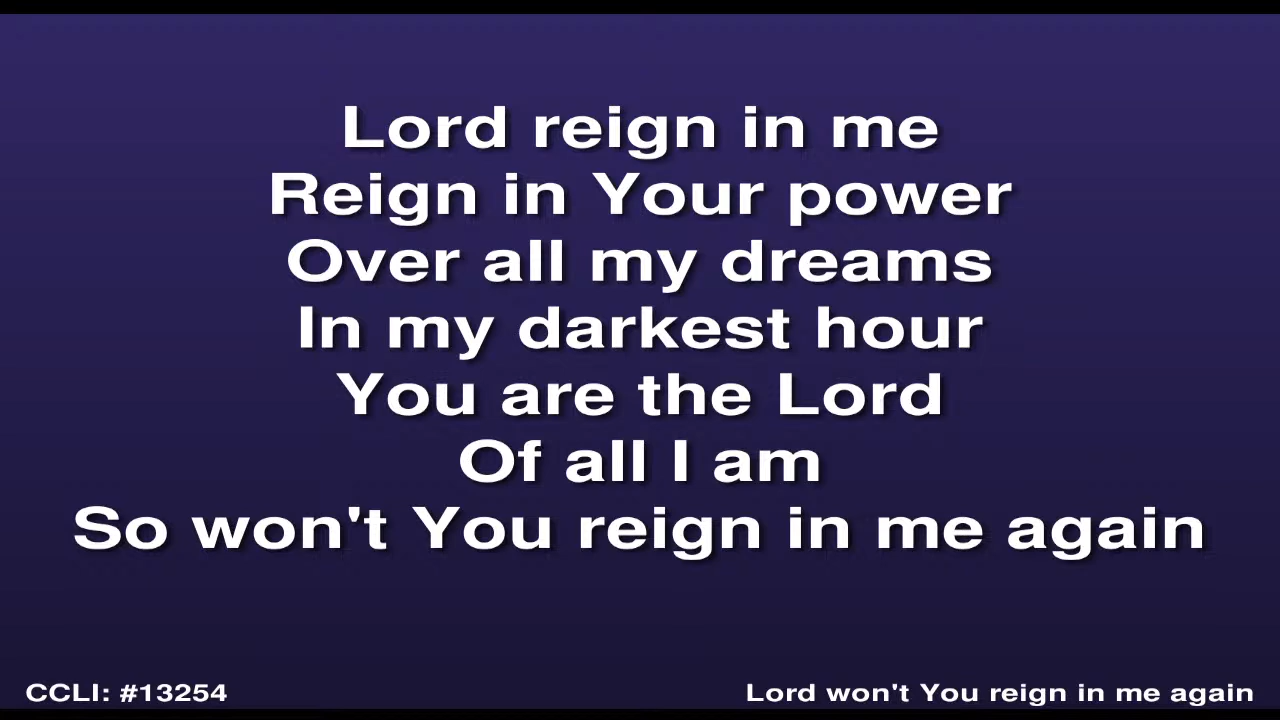 Lord reign in me
Reign in Your power
Over all my dreams
In my darkest hour
You are the Lord
Of all I am
So won't You reign in me again
CCLI: #13254
Lord won't You reign in me again